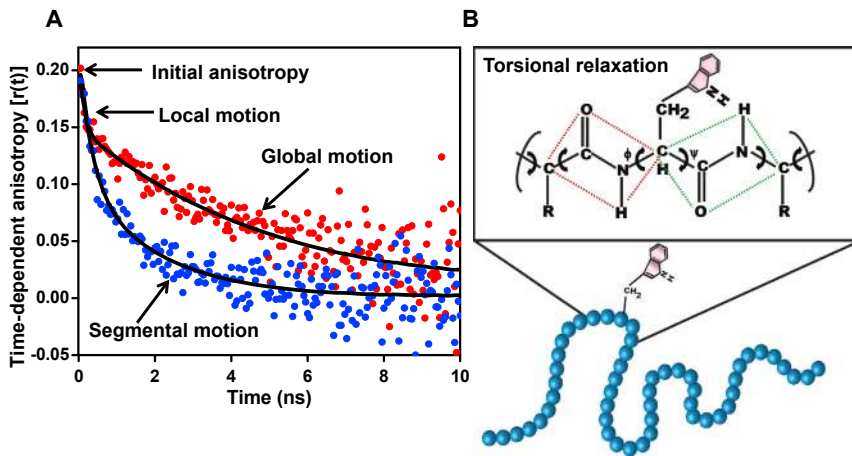 A
Time-dependent anisotropy [r(t)]
0.20
0.15
0.10
0.05
0.00
-0.05
Initial anisotropy
Local motion
Global motion
Segmental motion
0
2
4
6
8
10
Time (ns)
B
Torsional relaxation
N
H
CH2
O
H
C
C
ϕ
C
ψ
N
C
N
H
C
R
H
O
R
CH2
N
H